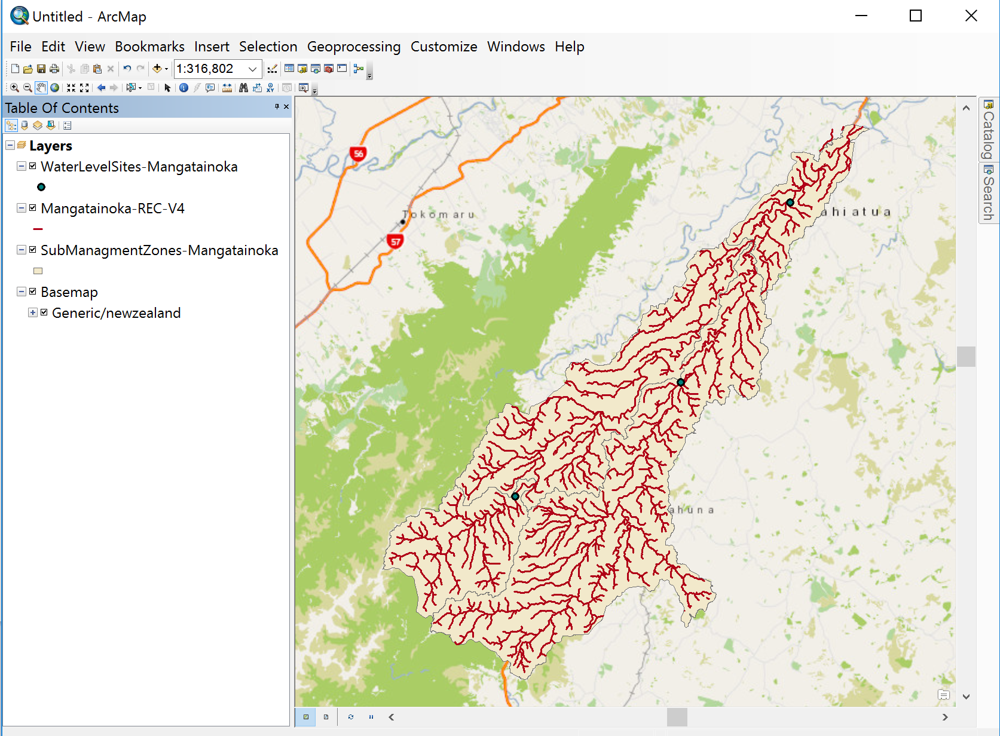 Untitled - ArcMap
File Edit View Bookmarks Insert Selection Geoprocessing Customize Windows Help
1:316,802
Table Of Contents
Layers
WaterLevelSites-Mangatainoka
Mangatainoka-REC-V4
SubManagmentZones-Mangatainoka
Basemap
Generic/newzealand
56
Tokomaru
57
ahiatua
ahuna
Catalog
Search
XY